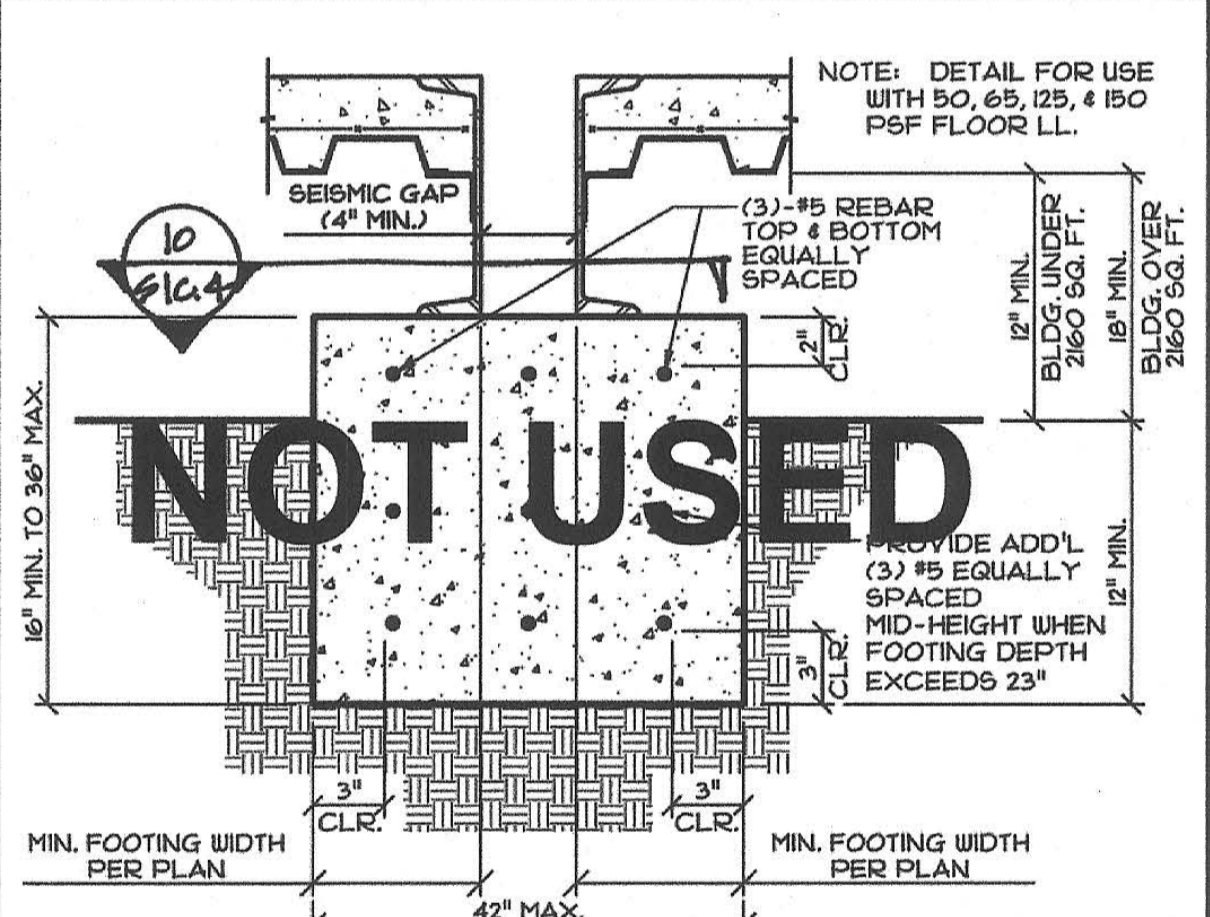 NOTE: DETAIL FOR USE
WITH 50, 65, 125, & 150
PSF FLOOR LL.
SEISMIC GAP
(4" MIN.)
(3)-#5 REBAR
TOP & BOTTOM
EQUALLY
SPACED
10
S1C.4
12" MIN.
BLDG. UNDER
2160 SQ. FT.
18" MIN.
BLDG. OVER
2160 SQ. FT.
2"
CLR.
16" MIN. TO 36" MAX.
NOT USED
PROVIDE ADD'L
(3) #5 EQUALLY
SPACED
MID-HEIGHT WHEN
FOOTING DEPTH
EXCEEDS 23"
12" MIN.
3"
CLR.
3"
CLR.
3"
CLR.
MIN. FOOTING WIDTH
PER PLAN
MIN. FOOTING WIDTH
PER PLAN
42" MAX.